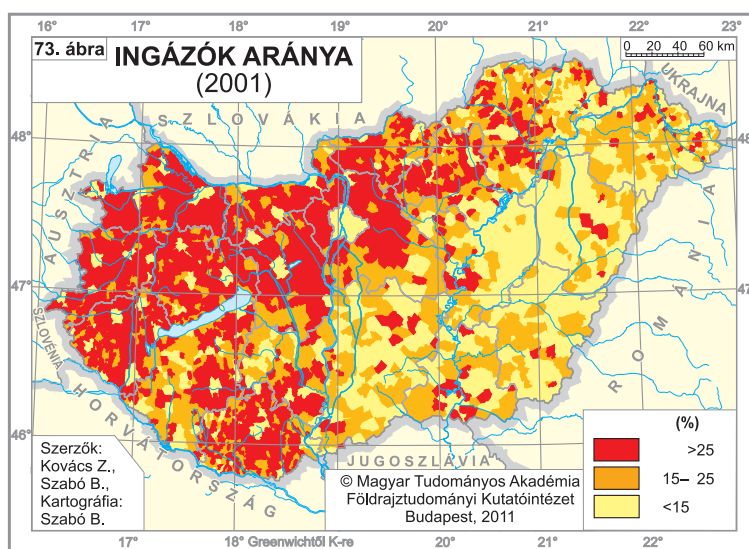 16° 17° 18° 19° 20° 21° 22° 23°
73. ábra
INGÁZÓK ARÁNYA
(2001)
0 20 40 60 km
UKRAJNA
SZLOVÁKIA
48° 48°
AUSZTRIA
ROMÁNIA
47° 47°
SZLOVÉNIA
HORVÁTORSZÁG
46°
JUGOSZLÁVIA
Szerzők:
Kovács Z.,
Szabó B.,
Kartográfia:
Szabó B.
© Magyar Tudományos Akadémia
Földrajztudományi Kutatóintézet
Budapest, 2011
(%)
>25
15– 25
<15
17° 18° Greenwichtől K-re 20° 21° 22°